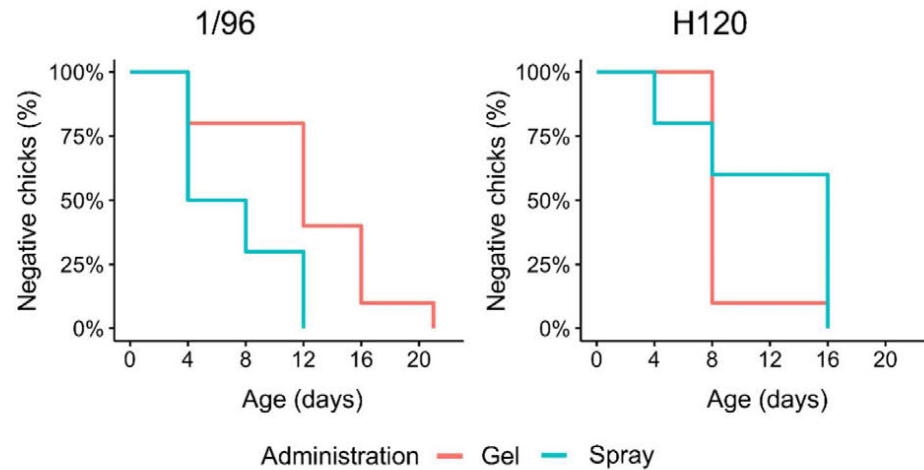 1/96
H120
Negative chicks (%)
100%
75%
50%
25%
0%
0 4 8 12 16 20
Age (days)
Negative chicks (%)
100%
75%
50%
25%
0%
0 4 8 12 16 20
Age (days)
Administration Gel Spray